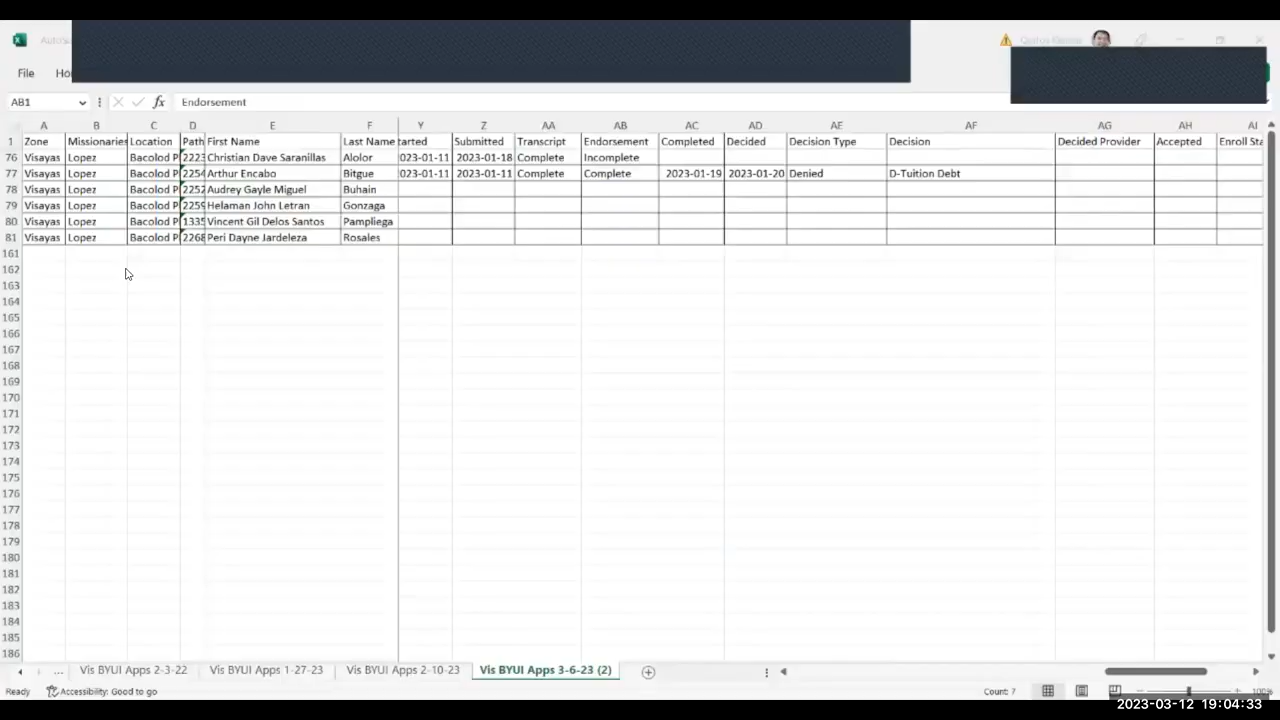 File
AB1 fx Endorsement
A B C D E F Y Z AA AB AC AD AE AF AG AH AI
1 Zone Missionaries Location Path First Name Last Name tarted Submitted Transcript Endorsement Completed Decided Decision Type Decision Decided Provider Accepted Enroll Sta
76 Visayas Lopez Bacolod P 2223 Christian Dave Saranillas Alolor 023-01-11 2023-01-18 Complete Incomplete
77 Visayas Lopez Bacolod P 2254 Arthur Encabo Bitgue 023-01-11 2023-01-11 Complete Complete 2023-01-19 2023-01-20 Denied D-Tuition Debt
78 Visayas Lopez Bacolod P 2252 Audrey Gayle Miguel Buhain
79 Visayas Lopez Bacolod P 2259 Helaman John Letran Gonzaga
80 Visayas Lopez Bacolod P 1335 Vincent Gil Delos Santos Pampliega
81 Visayas Lopez Bacolod P 2268 Peri Dayne Jardeleza Rosales
161
162
163
164
165
166
167
168
169
170
171
172
173
174
175
176
177
178
179
180
181
182
183
184
185
186
... Vis BYUI Apps 2-3-22 Vis BYUI Apps 1-27-23 Vis BYUI Apps 2-10-23 Vis BYUI Apps 3-6-23 (2)
Ready Accessibility: Good to go Count: 7 100%
2023-03-12 19:04:33